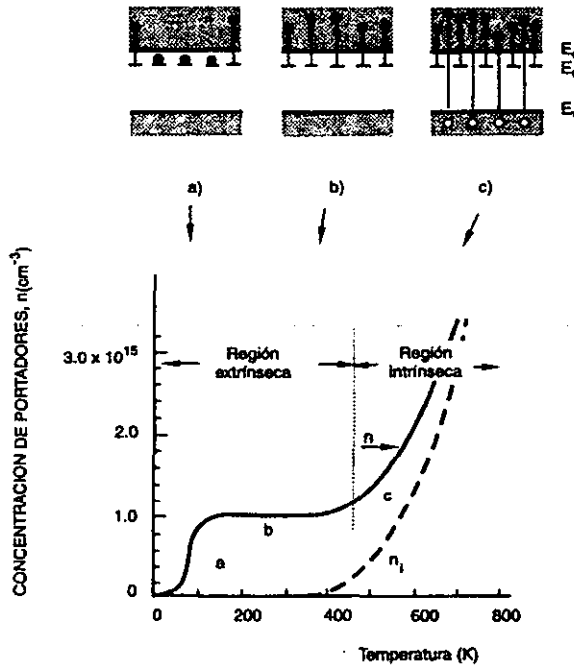 E
E
E
a)
b)
c)
CONCENTRACION DE PORTADORES, n(cm⁻³)
3.0 x 10¹⁵
2.0
1.0
0
Región extrínseca
Región intrínseca
n
a
b
c
nᵢ
0
200
400
600
800
Temperatura (K)